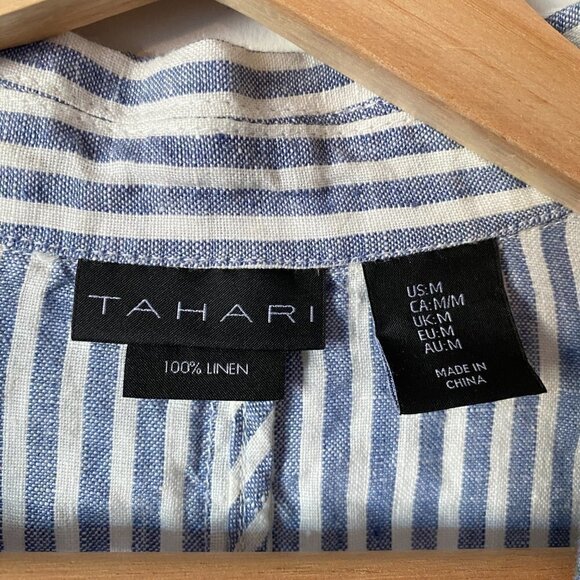 TAHARI
100% LINEN
US:M
CA:M/M
UK:M
EU:M
AU:M
MADE IN
CHINA